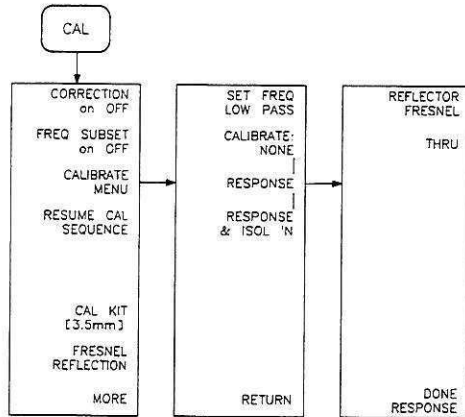 CAL
CORRECTION
on OFF
FREQ SUBSET
on OFF
CALIBRATE
MENU
RESUME CAL
SEQUENCE
CAL KIT
[3.5mm]
FRESNEL
REFLECTION
MORE
SET FREQ
LOW PASS
CALIBRATE:
NONE
RESPONSE
RESPONSE
& ISOL 'N
RETURN
REFLECTOR
FRESNEL
THRU
DONE
RESPONSE